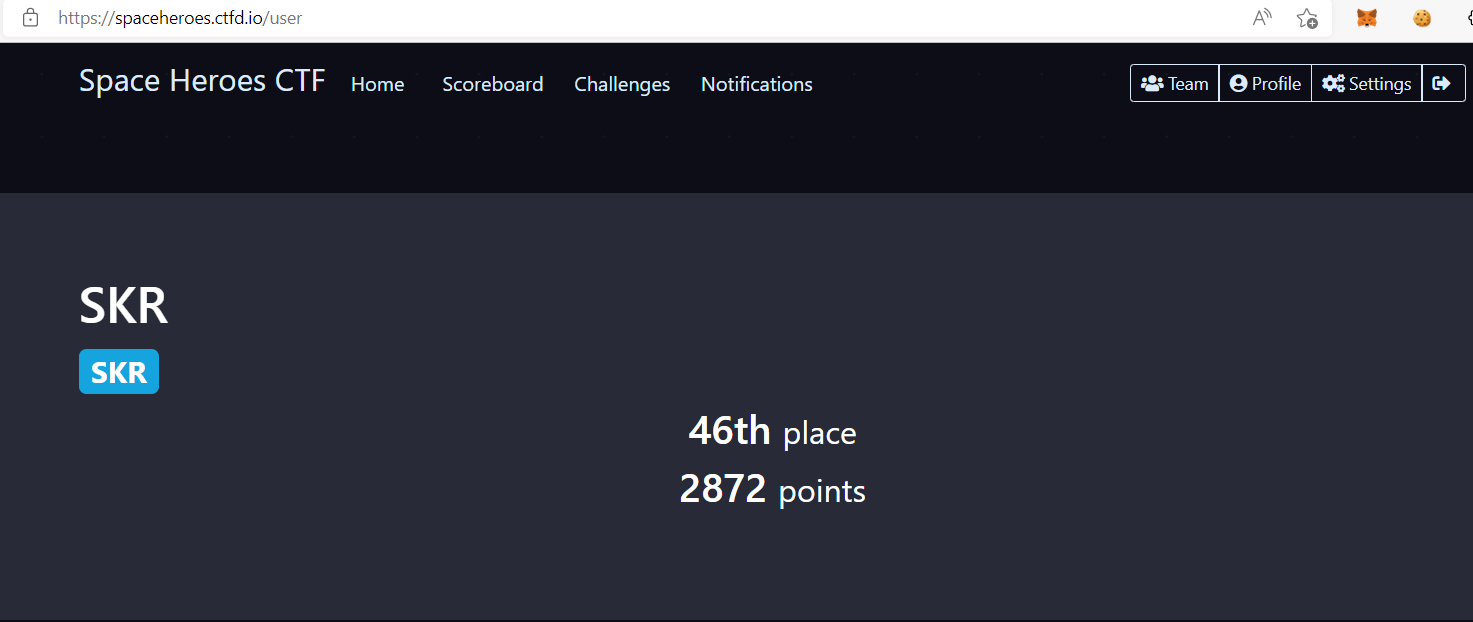 https://spaceheroes.ctfd.io/user
Space Heroes CTF Home Scoreboard Challenges Notifications Team Profile Settings
SKR
SKR
46th place
2872 points